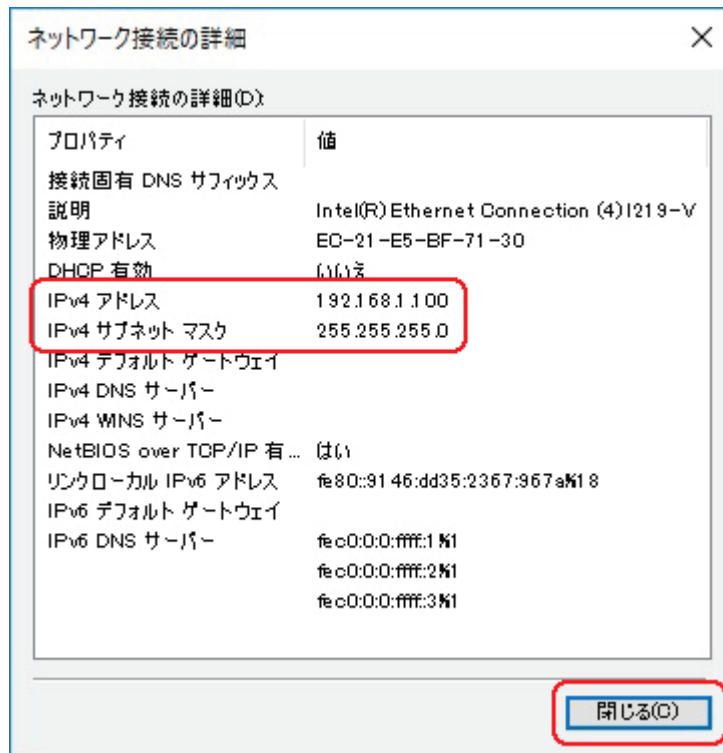 ネットワーク接続の詳細
ネットワーク接続の詳細(D):
プロパティ 値
接続固有 DNS サフィックス
説明 Intel(R) Ethernet Connection (4) I219-V
物理アドレス EC-21-E5-BF-71-30
DHCP 有効 いいえ
IPv4 アドレス 192.168.1.100
IPv4 サブネット マスク 255.255.255.0
IPv4 デフォルト ゲートウェイ
IPv4 DNS サーバー
IPv4 WINS サーバー
NetBIOS over TCP/IP 有... はい
リンクローカル IPv6 アドレス fe80::9146:dd35:2367:967a%18
IPv6 デフォルト ゲートウェイ
IPv6 DNS サーバー fec0:0:0:ffff::1%1
fec0:0:0:ffff::2%1
fec0:0:0:ffff::3%1
閉じる(C)